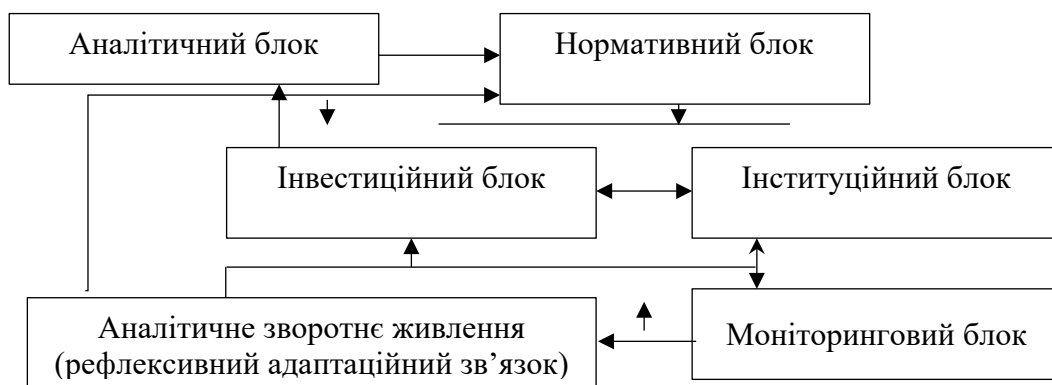 Аналітичний блок
Нормативний блок
Інвестиційний блок
Інституційний блок
Аналітичне зворотнє живлення
(рефлексивний адаптаційний зв’язок)
Моніторинговий блок